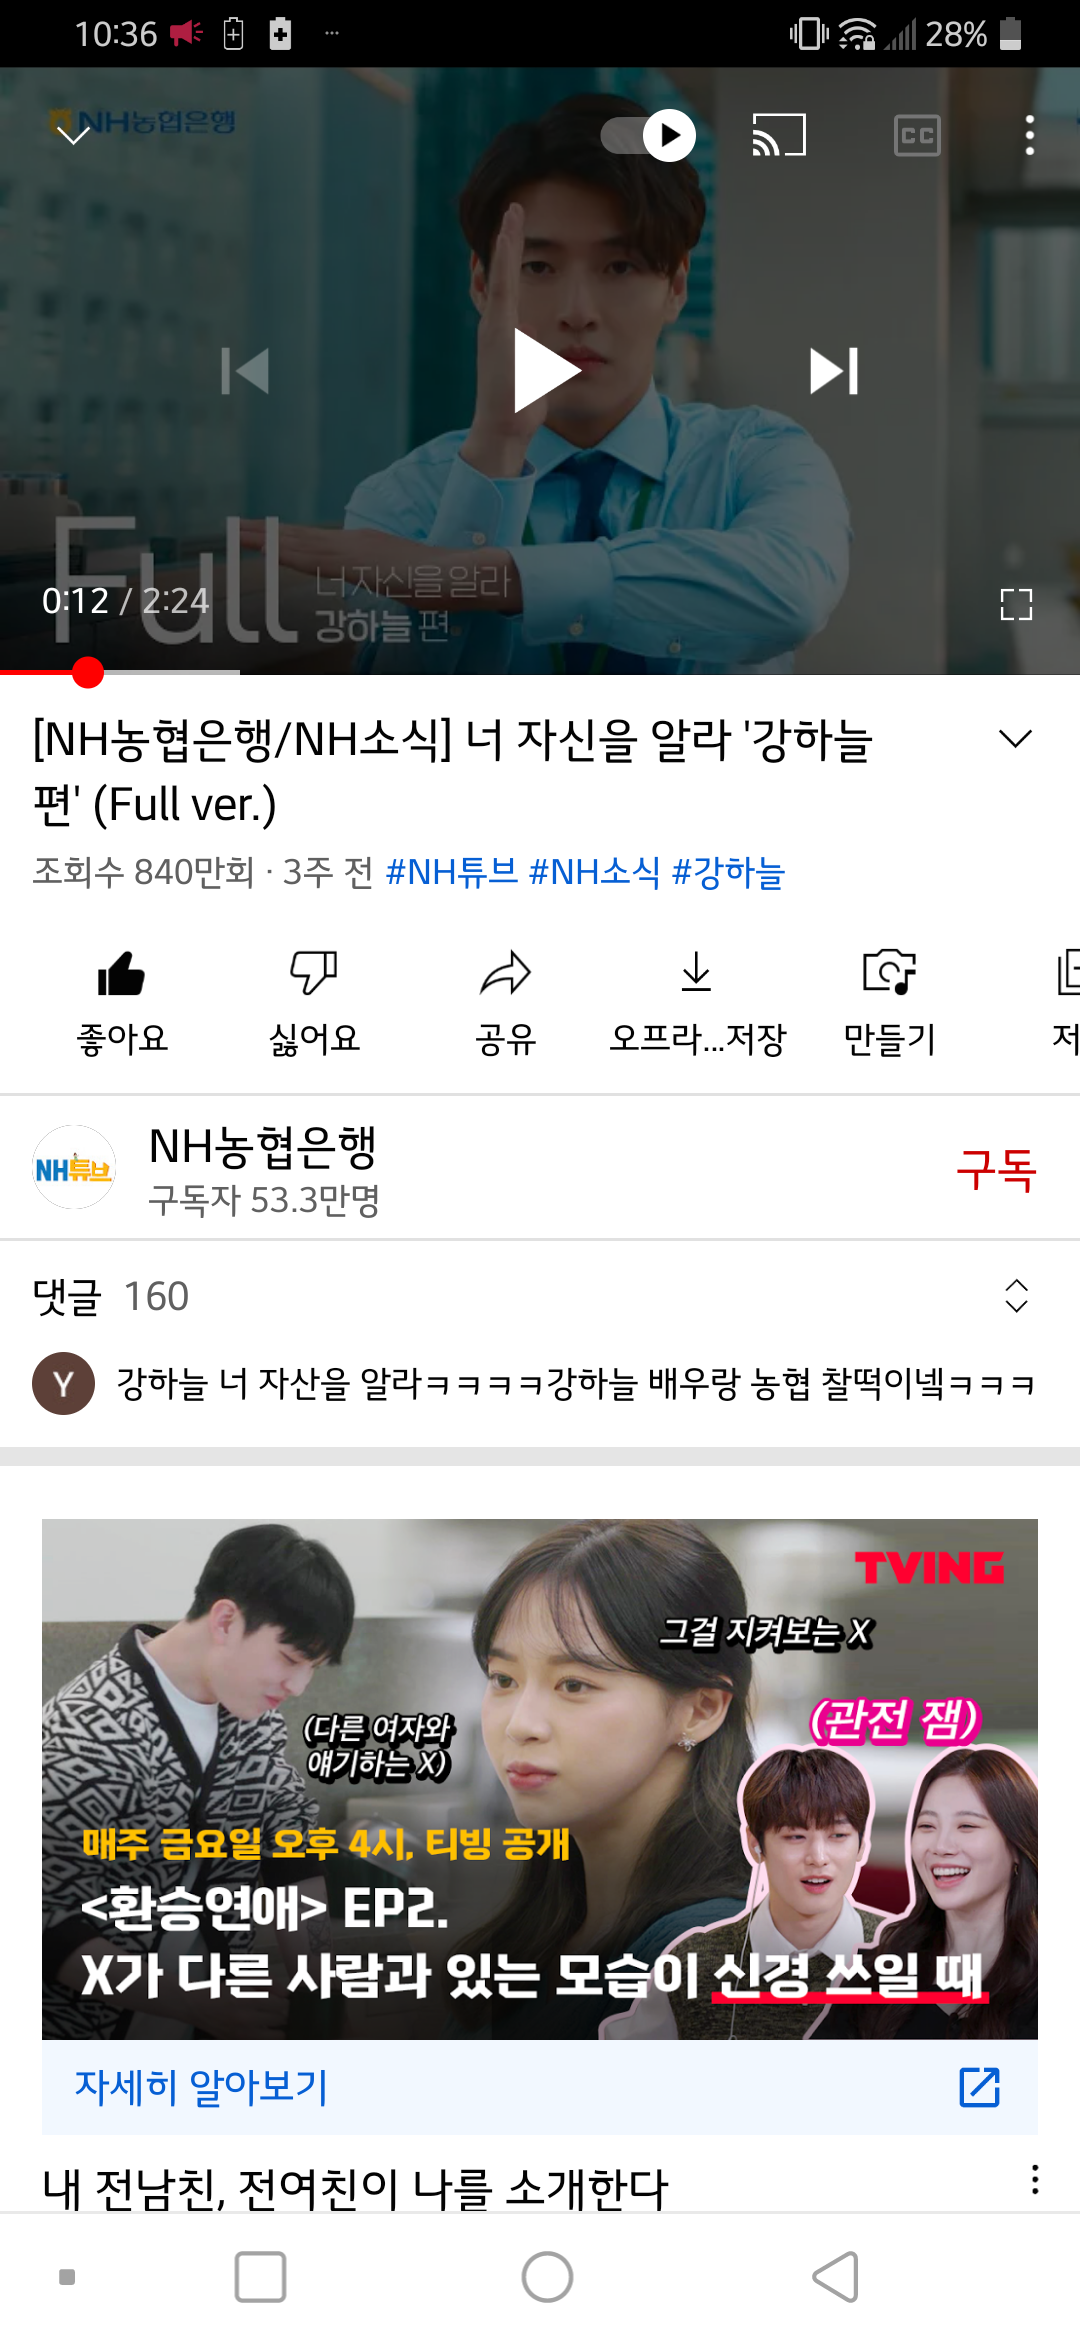 10:36
28%
NH농협은행
CC
Full
너 자신을 알라
강하늘 편
0:12 / 2:24
[NH농협은행/NH소식] 너 자신을 알라 '강하늘
편' (Full ver.)
조회수 840만회 · 3주 전 #NH튜브 #NH소식 #강하늘
좋아요
싫어요
공유
오프라...저장
만들기
저
NH튜브
NH농협은행
구독자 53.3만명
구독
댓글 160
Y
강하늘 너 자산을 알라ㅋㅋㅋㅋ강하늘 배우랑 농협 찰떡이넼ㅋㅋㅋ
TVING
그걸 지켜보는 X
(관전 잼)
(다른 여자와
얘기하는 X)
매주 금요일 오후 4시, 티빙 공개
<환승연애> EP2.
X가 다른 사람과 있는 모습이 신경 쓰일 때
자세히 알아보기
내 전남친, 전여친이 나를 소개한다